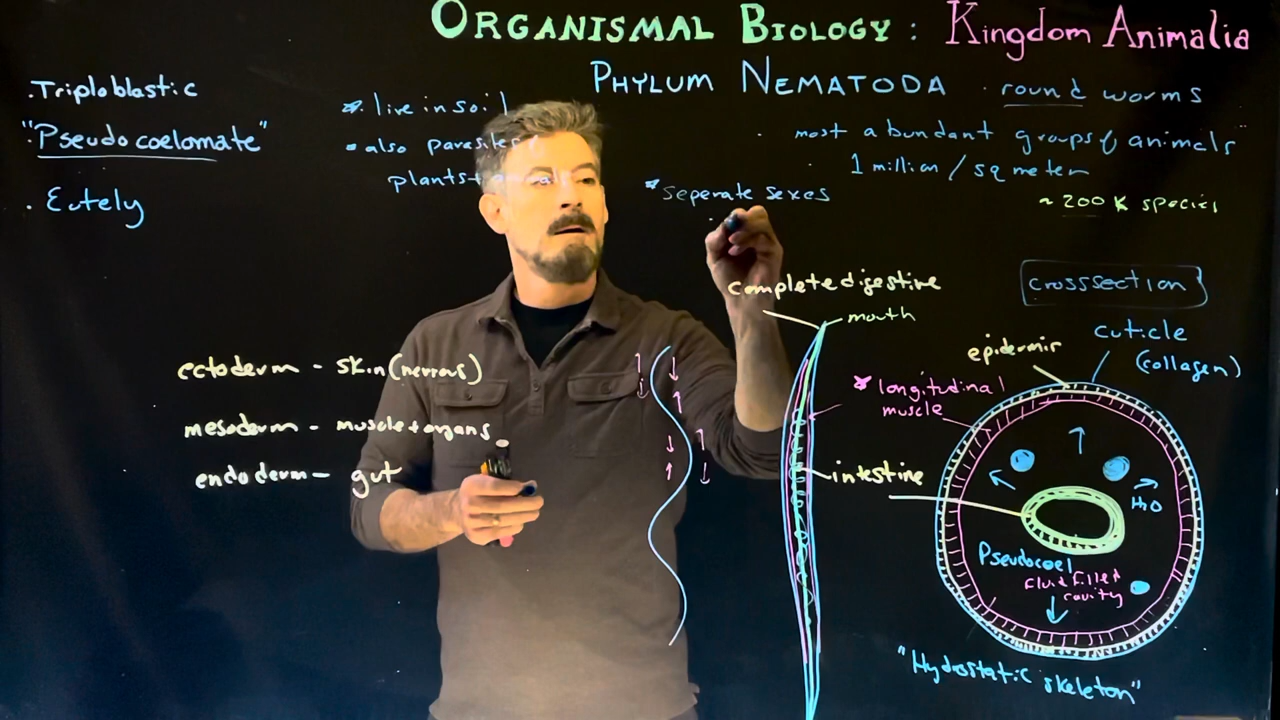 ORGANISMAL BIOLOGY : Kingdom Animalia
PHYLUM NEMATODA · round worms
· Triploblastic
"Pseudocoelomate"
· Eutely
* live in soil
• also parasites
plants +
· most abundant groups of animals"
· 1 million / sq meter
~ 200 K species
* seperate sexes
complete digestive
mouth
crosssection
cuticle
(collagen)
epidermis
* longitudinal
muscle
intestine
H2O
Pseudocoel
fluid filled
cavity
"Hydrostatic skeleton"
ectoderm - skin (nervous)
mesoderm - muscle + organs
endoderm - gut